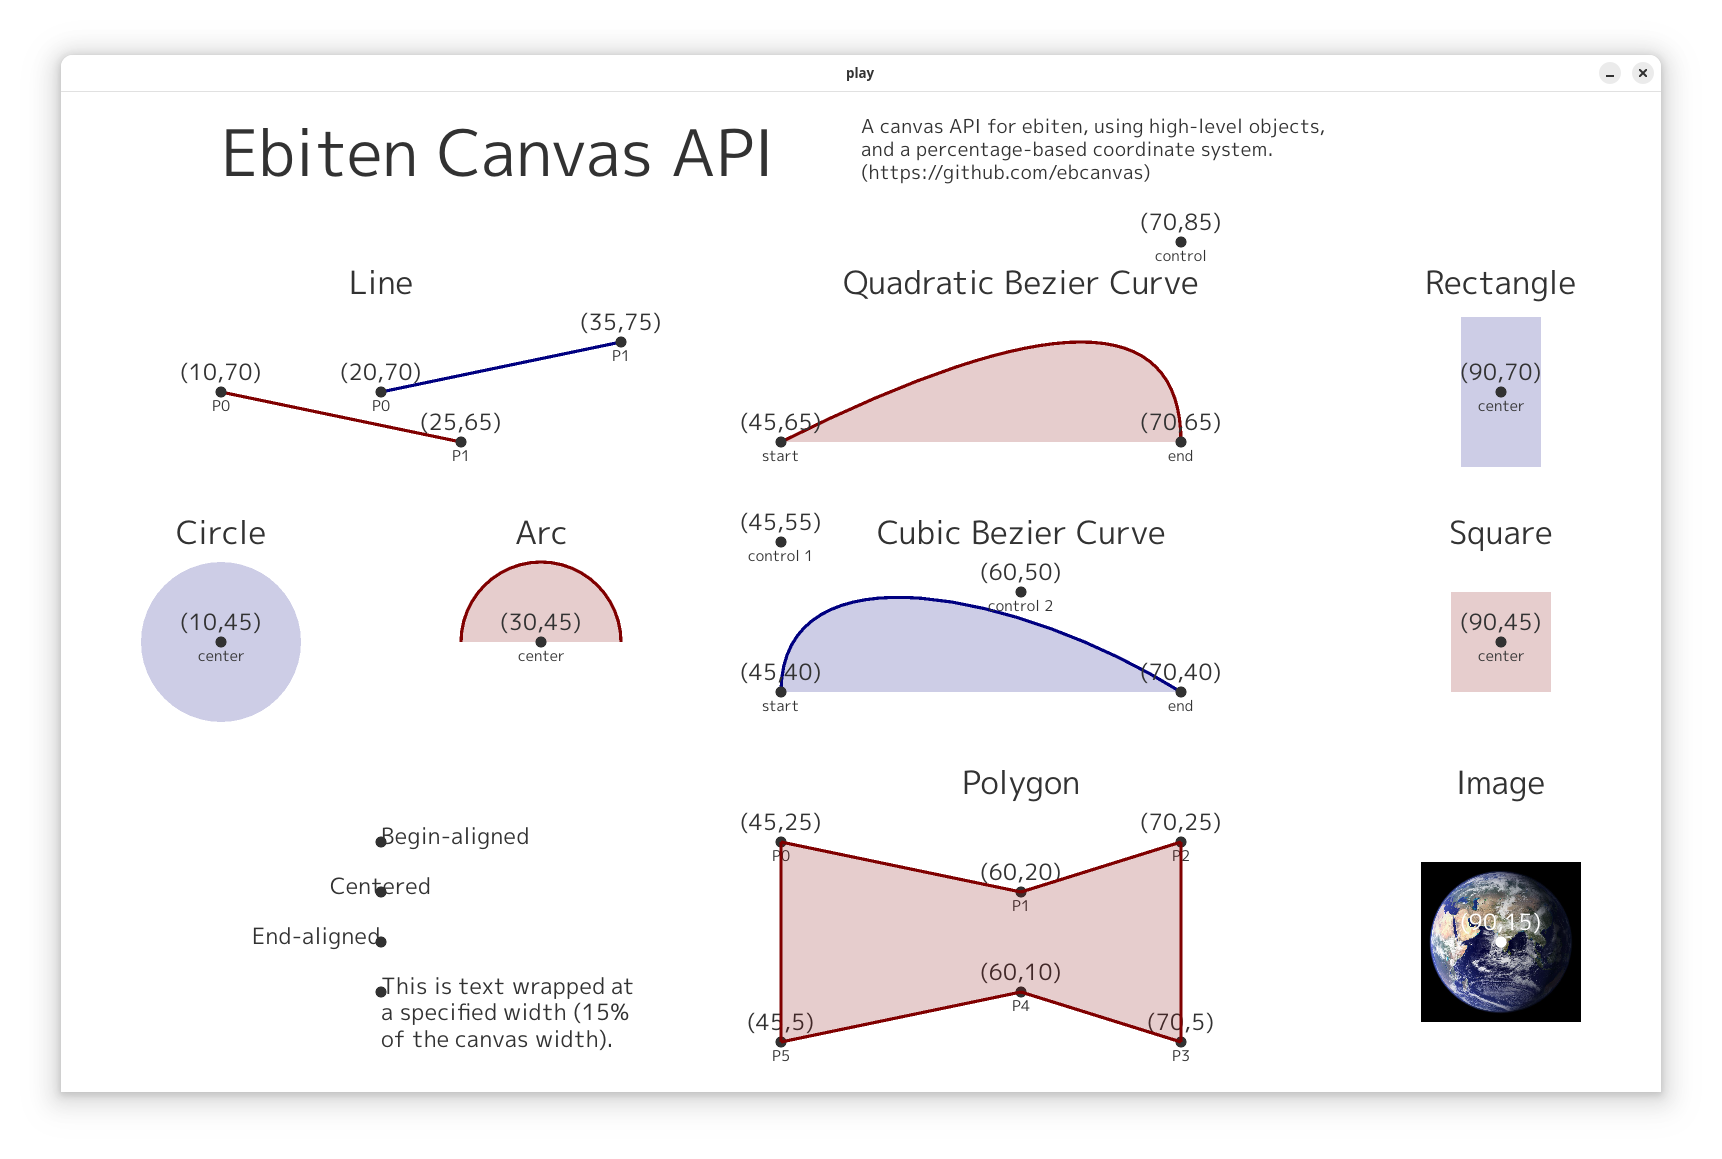 play
Ebiten Canvas API
A canvas API for ebiten, using high-level objects,
and a percentage-based coordinate system.
(https://github.com/ebcanvas)
Line
(10,70)
P0
(25,65)
P1
(20,70)
P0
(35,75)
P1
Quadratic Bezier Curve
(70,85)
control
(45,65)
start
(70,65)
end
Rectangle
(90,70)
center
Circle
(10,45)
center
Arc
(30,45)
center
Cubic Bezier Curve
(45,55)
control 1
(60,50)
control 2
(45,40)
start
(70,40)
end
Square
(90,45)
center
Begin-aligned
Centered
End-aligned
This is text wrapped at
a specified width (15%
of the canvas width).
Polygon
(45,25)
P0
(60,20)
P1
(70,25)
P2
(60,10)
P4
(45,5)
P5
(70,5)
P3
Image
(90,15)